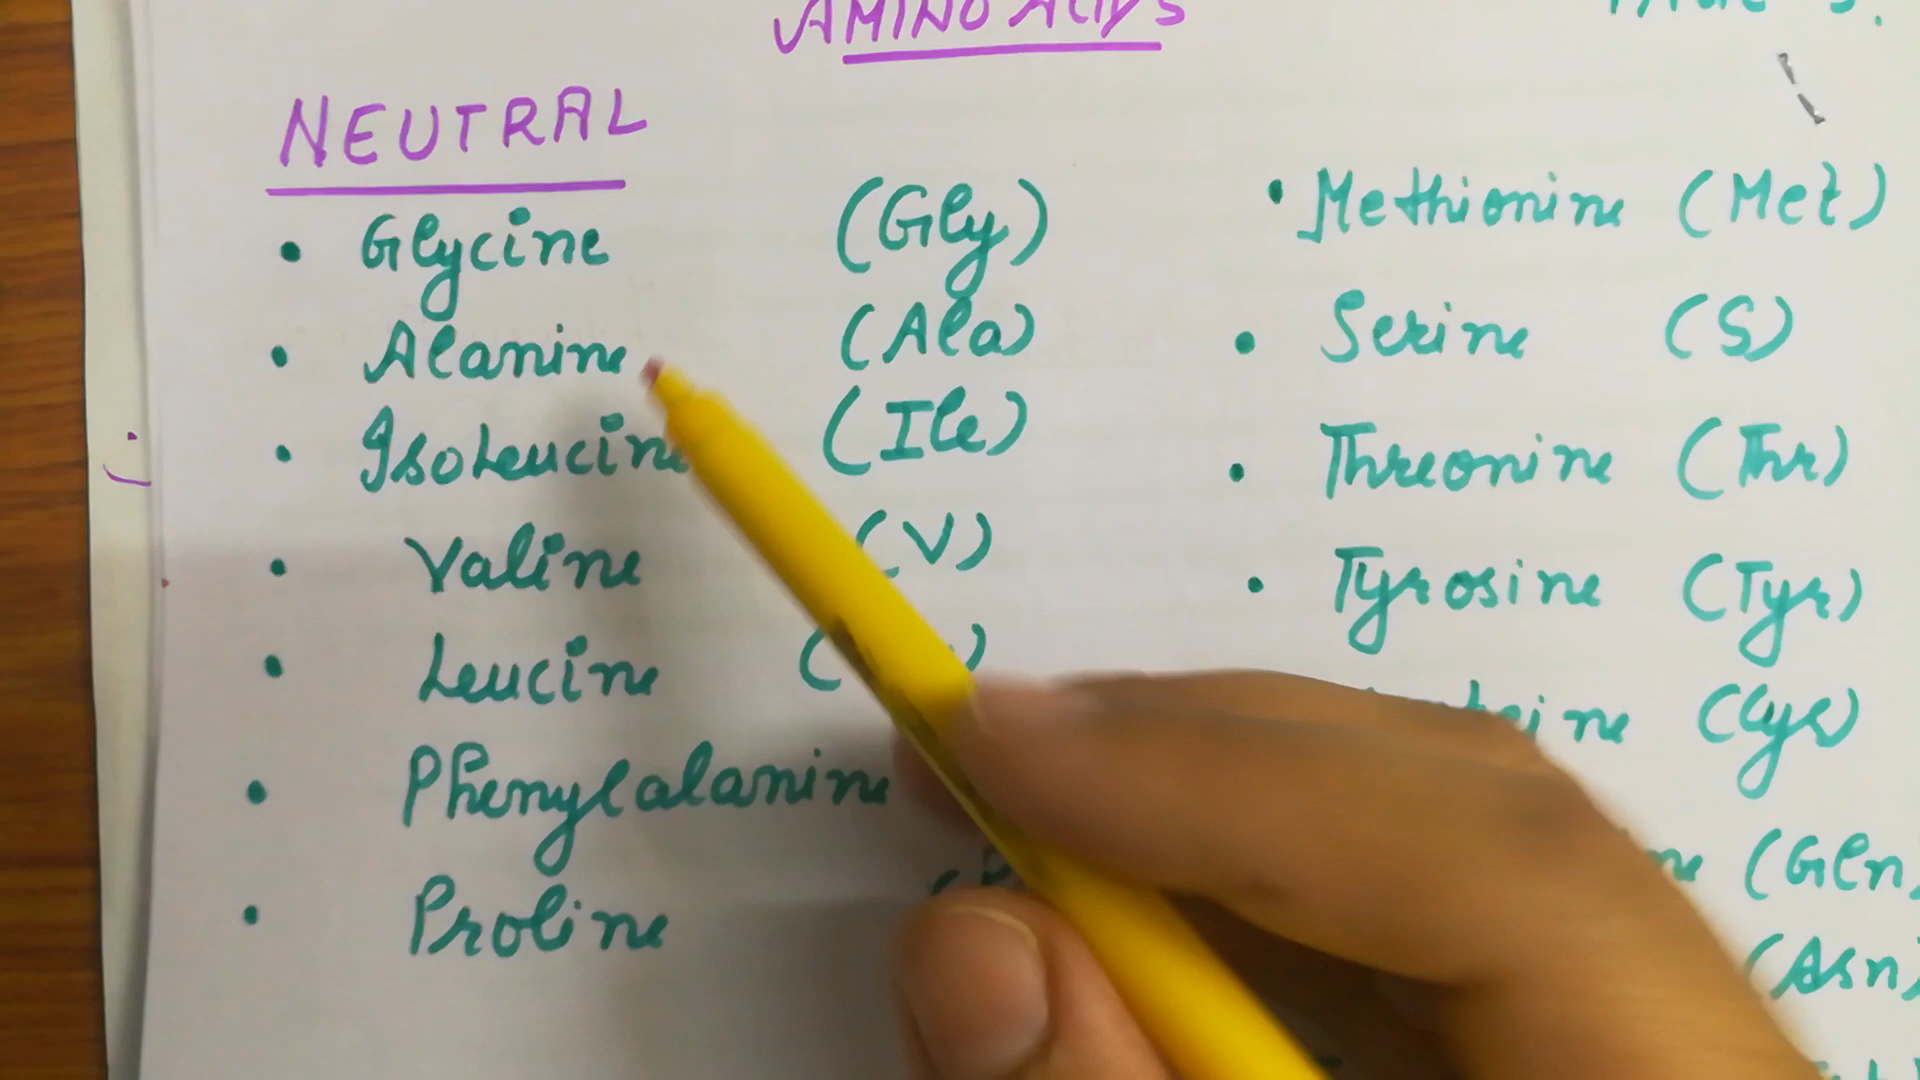 AMINO ACIDS
NEUTRAL
• Glycine (Gly)
• Alanine (Ala)
• Isoleucine (Ile)
• Valine (V)
• Leucine
• Phenylalanine
• Proline
• Methionine (Met)
• Serine (S)
• Threonine (Thr)
• Tyrosine (Tyr)
(Cys)
(Gln)
(Asn)